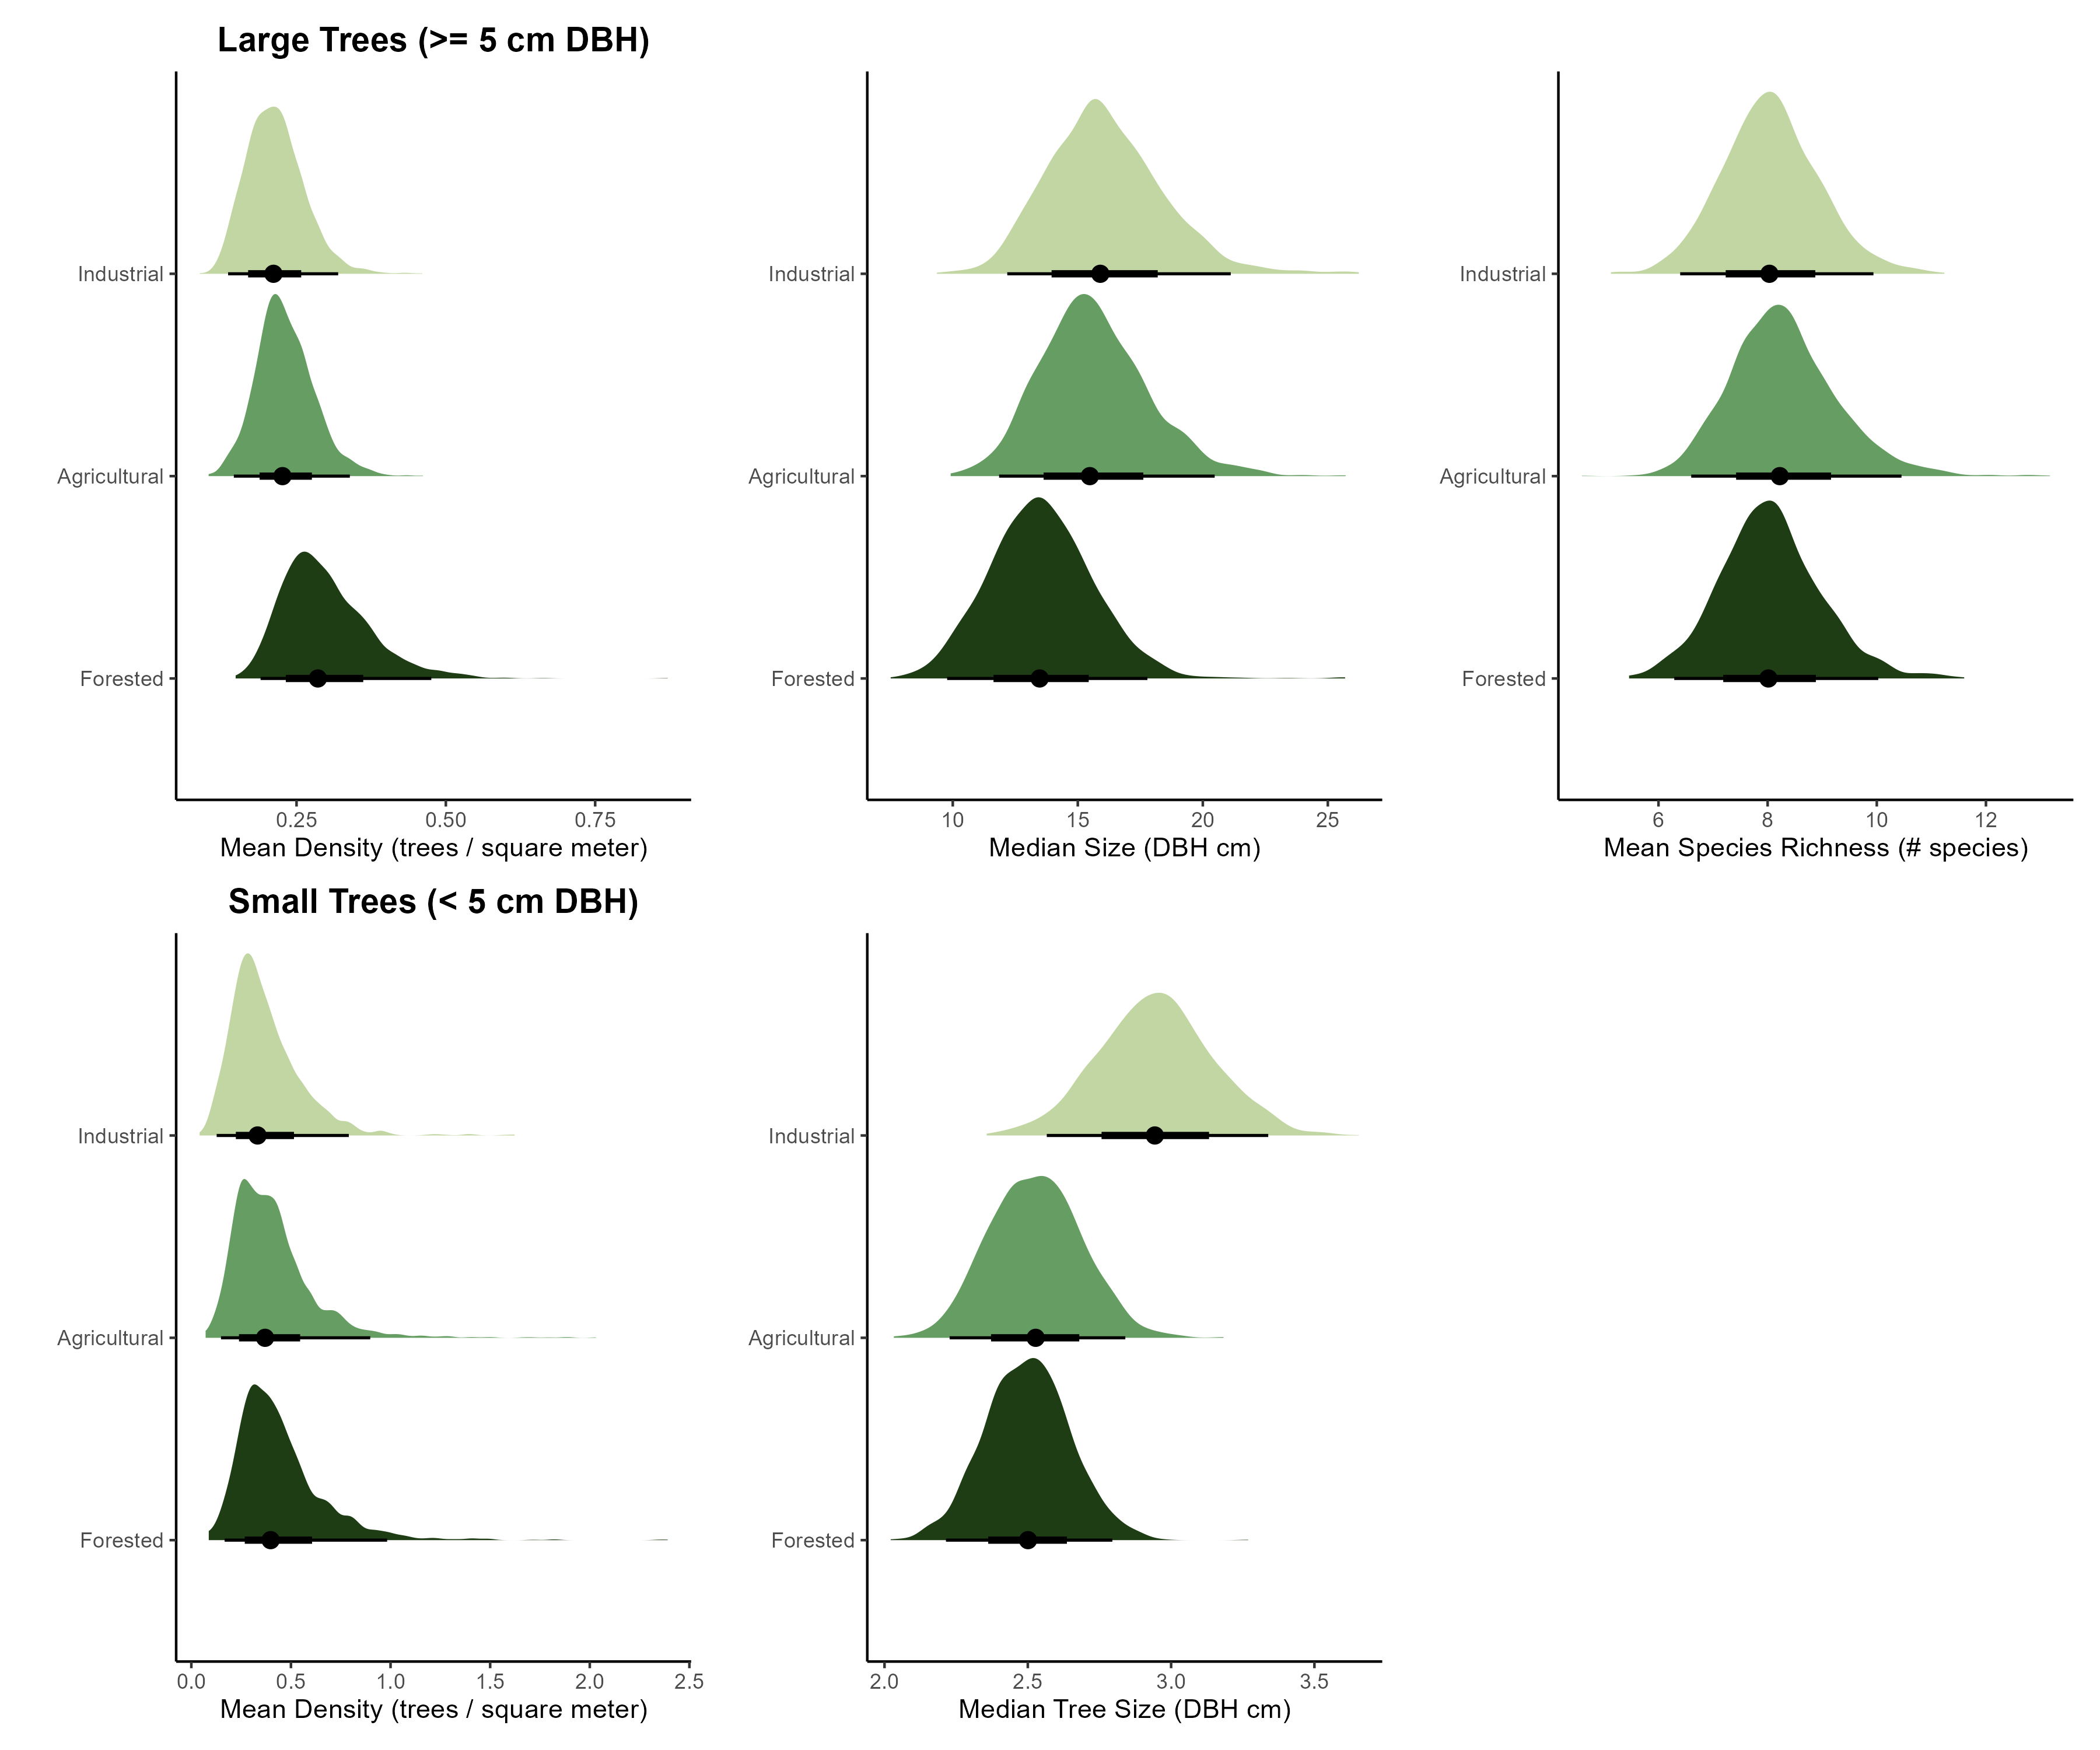 Large Trees (>= 5 cm DBH)
Industrial
Agricultural
Forested
0.25 0.50 0.75
Mean Density (trees / square meter)
Industrial
Agricultural
Forested
10 15 20 25
Median Size (DBH cm)
Industrial
Agricultural
Forested
6 8 10 12
Mean Species Richness (# species)
Small Trees (< 5 cm DBH)
Industrial
Agricultural
Forested
0.0 0.5 1.0 1.5 2.0 2.5
Mean Density (trees / square meter)
Industrial
Agricultural
Forested
2.0 2.5 3.0 3.5
Median Tree Size (DBH cm)